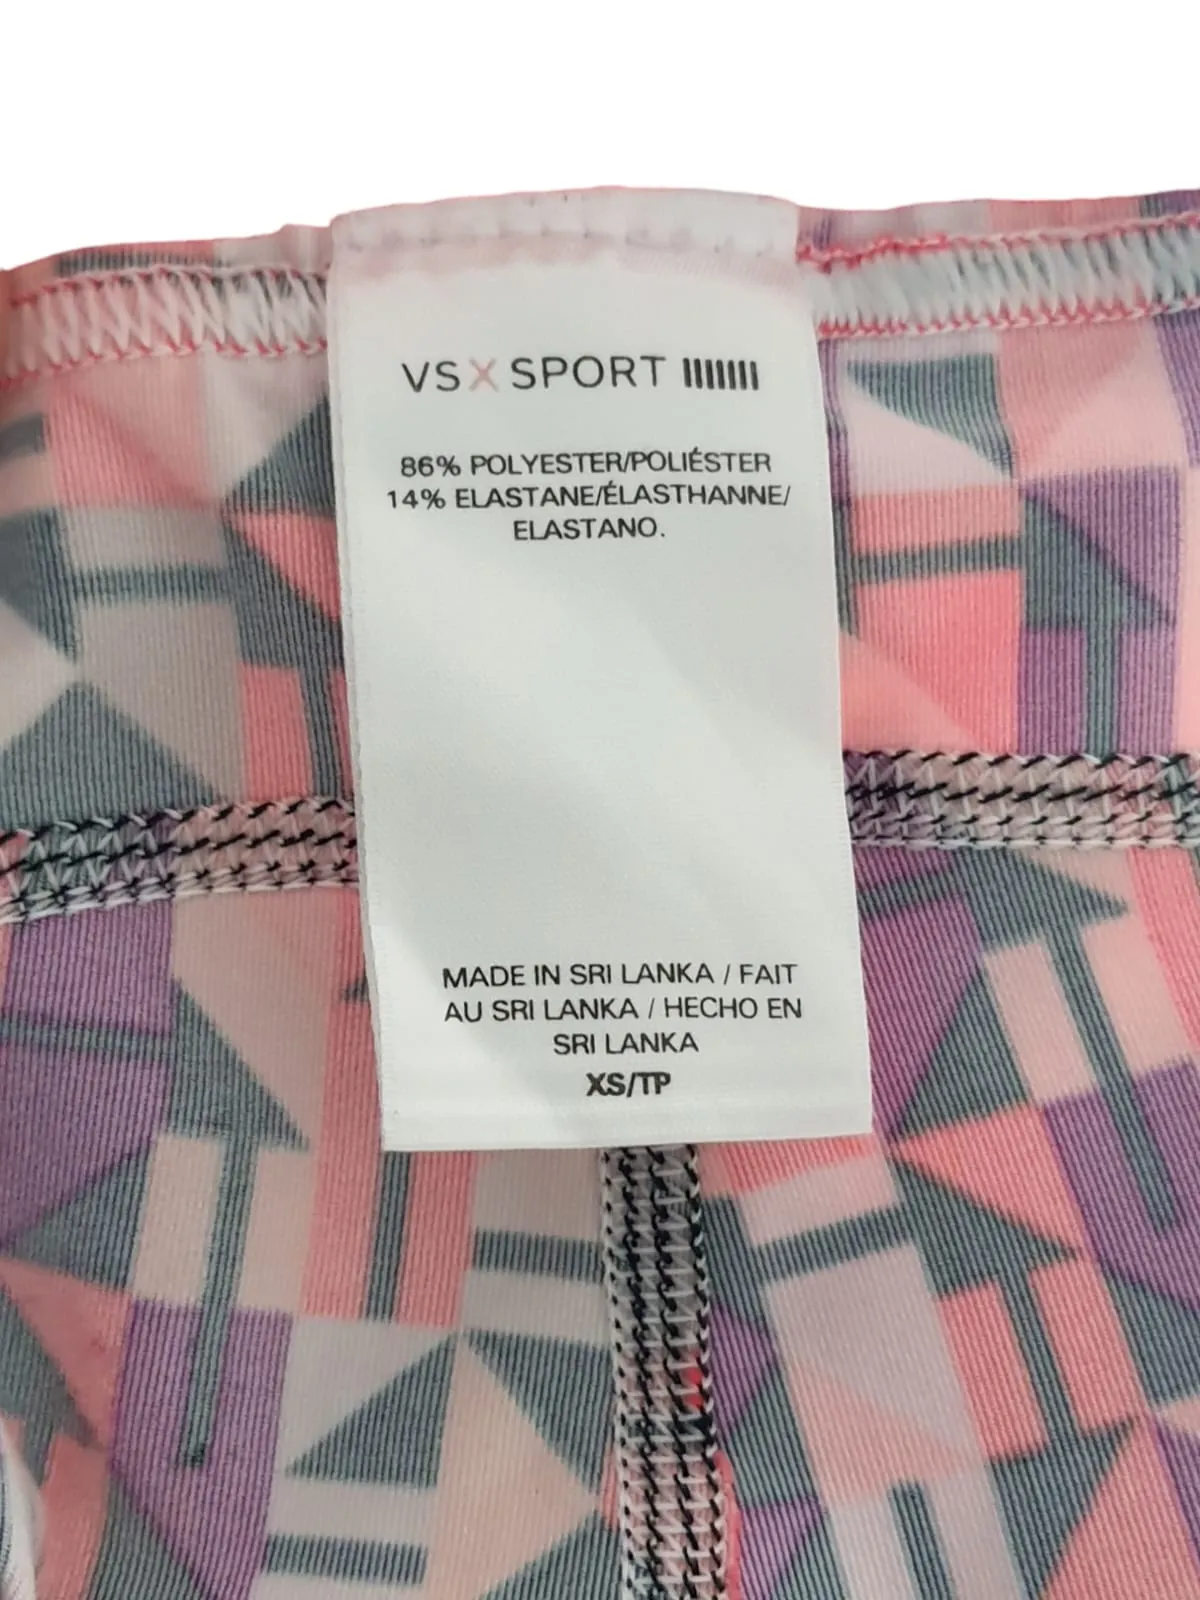 VSX SPORT
86% POLYESTER/POLIÉSTER
14% ELASTANE/ÉLASTHANNE/
ELASTANO.
MADE IN SRI LANKA / FAIT
AU SRI LANKA / HECHO EN
SRI LANKA
XS/TP